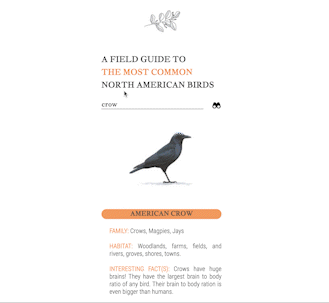 A FIELD GUIDE TO
THE MOST COMMON
NORTH AMERICAN BIRDS
crow
AMERICAN CROW
FAMILY: Crows, Magpies, Jays
HABITAT: Woodlands, farms, fields, and
rivers, groves, shores, towns.
INTERESTING FACT(S): Crows have huge
brains! They have the largest brain to body
ratio of any bird. Their brain to body ration is
even bigger than humans.